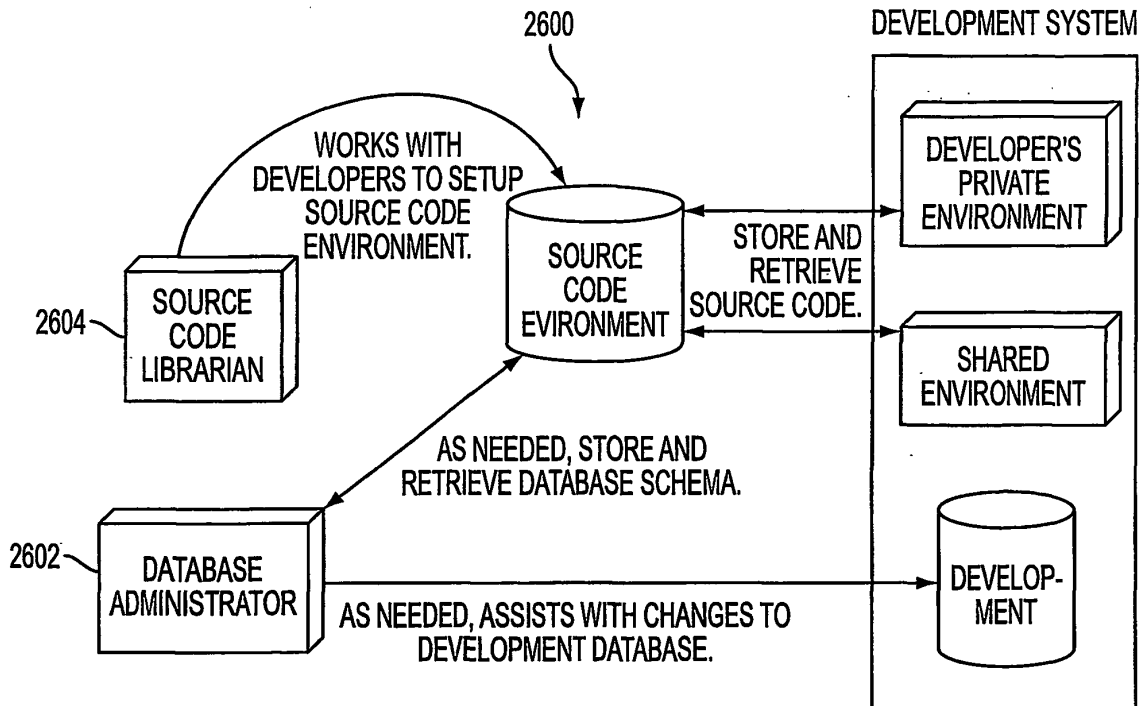 2600
DEVELOPMENT SYSTEM
WORKS WITH
DEVELOPERS TO SETUP
SOURCE CODE
ENVIRONMENT.
DEVELOPER'S
PRIVATE
ENVIRONMENT
SOURCE
CODE
EVIRONMENT
STORE AND
RETRIEVE
SOURCE CODE.
2604
SOURCE
CODE
LIBRARIAN
SHARED
ENVIRONMENT
AS NEEDED, STORE AND
RETRIEVE DATABASE SCHEMA.
2602
DATABASE
ADMINISTRATOR
DEVELOP-
MENT
AS NEEDED, ASSISTS WITH CHANGES TO
DEVELOPMENT DATABASE.